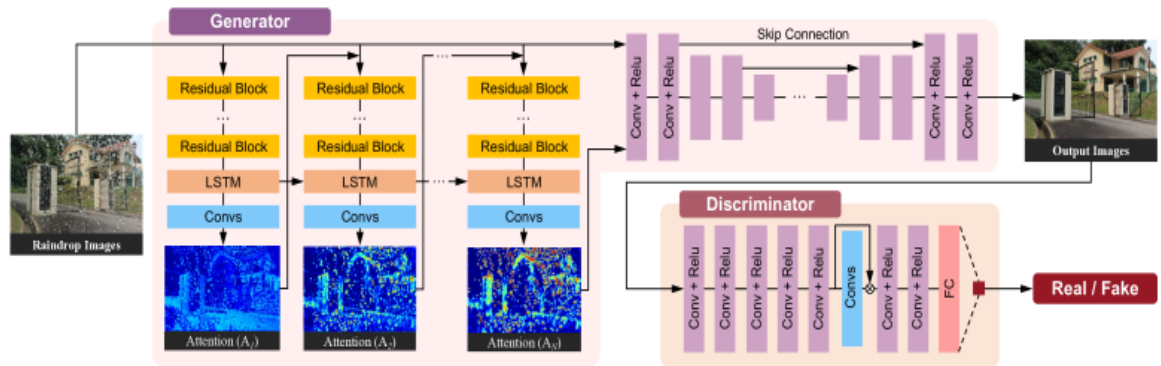 Generator
Skip Connection
...
Residual Block
Residual Block
Residual Block
Conv + Relu
Conv + Relu
...
Conv + Relu
Conv + Relu
...
...
...
Residual Block
Residual Block
Residual Block
LSTM
LSTM
...
LSTM
Convs
Convs
Convs
Raindrop Images
Output Images
Attention (A1)
Attention (A2)
Attention (AN)
Discriminator
Conv + Relu
Conv + Relu
Conv + Relu
Conv + Relu
Conv + Relu
Convs
Conv + Relu
Conv + Relu
FC
Real / Fake